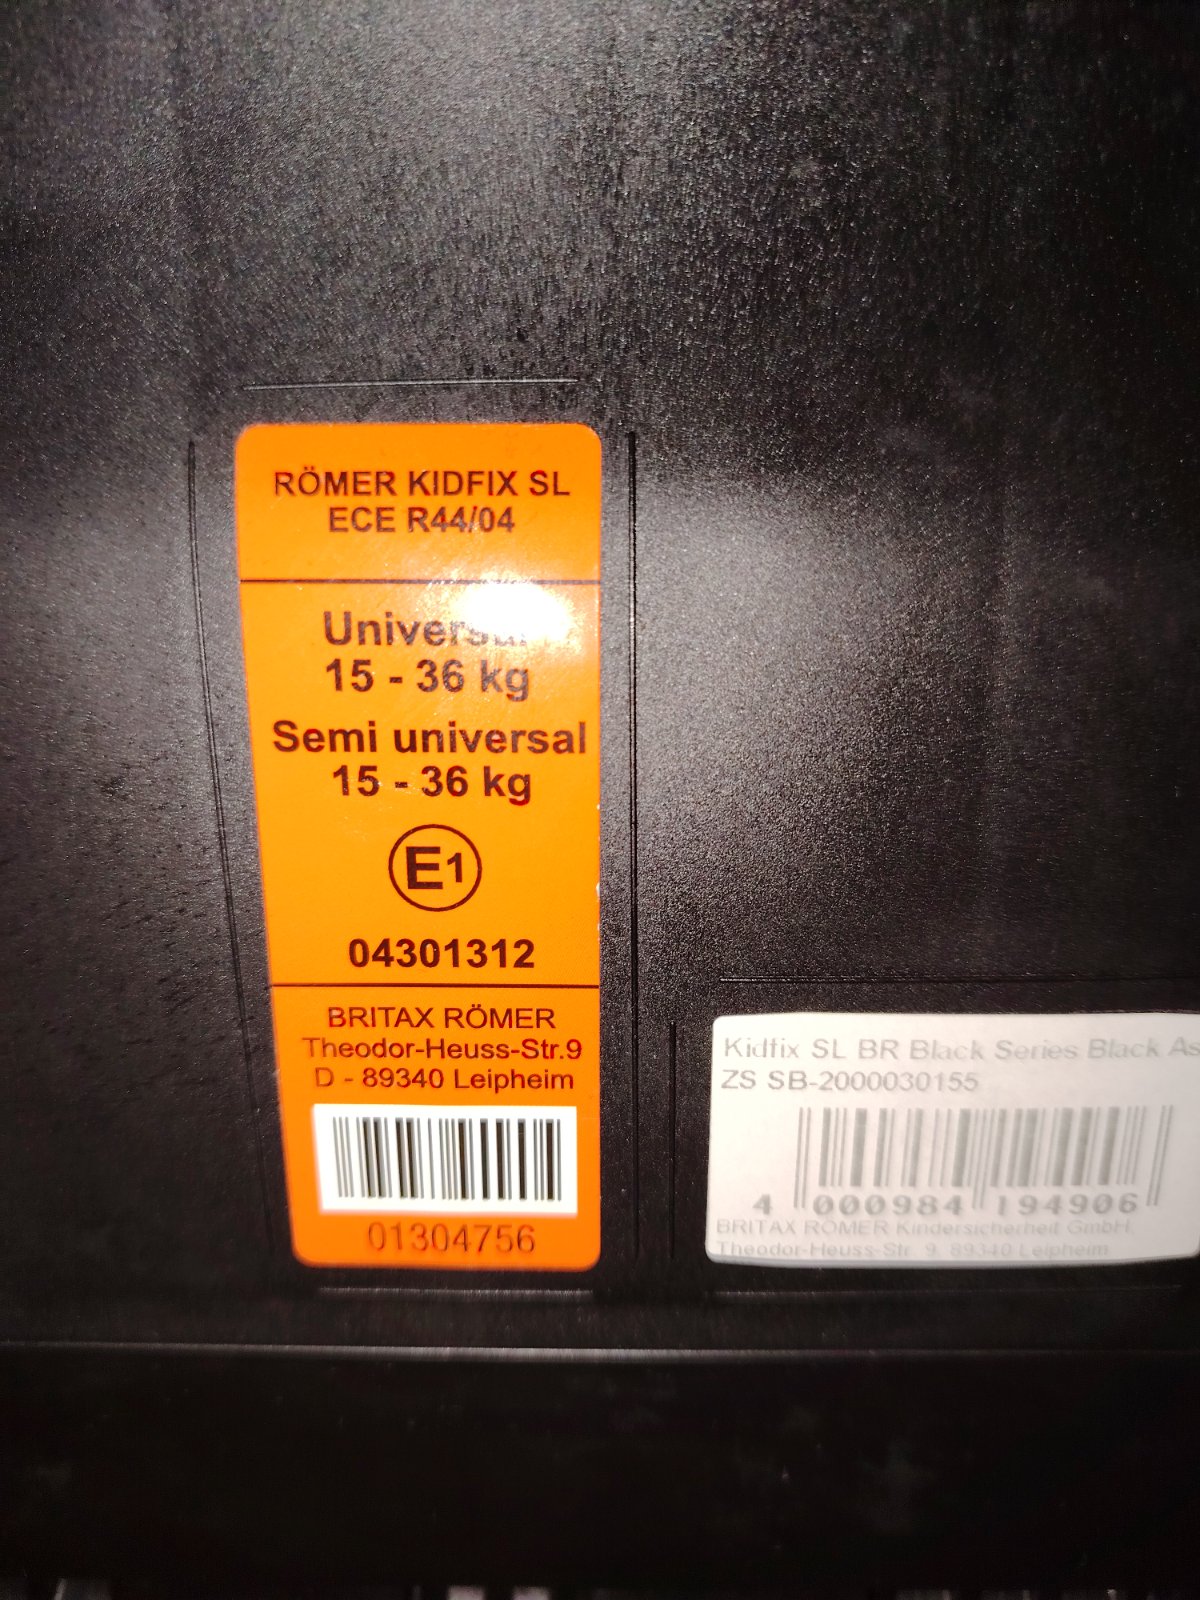 RÖMER KIDFIX SL
ECE R44/04
Universal
15 - 36 kg
Semi universal
15 - 36 kg
E1
04301312
BRITAX RÖMER
Theodor-Heuss-Str.9
D - 89340 Leipheim
01304756
Kidfix SL BR Black Series Black As
ZS SB-2000030155
4 000984 194906
BRITAX RÖMER Kindersicherheit GmbH,
Theodor-Heuss-Str. 9, 89340 Leipheim